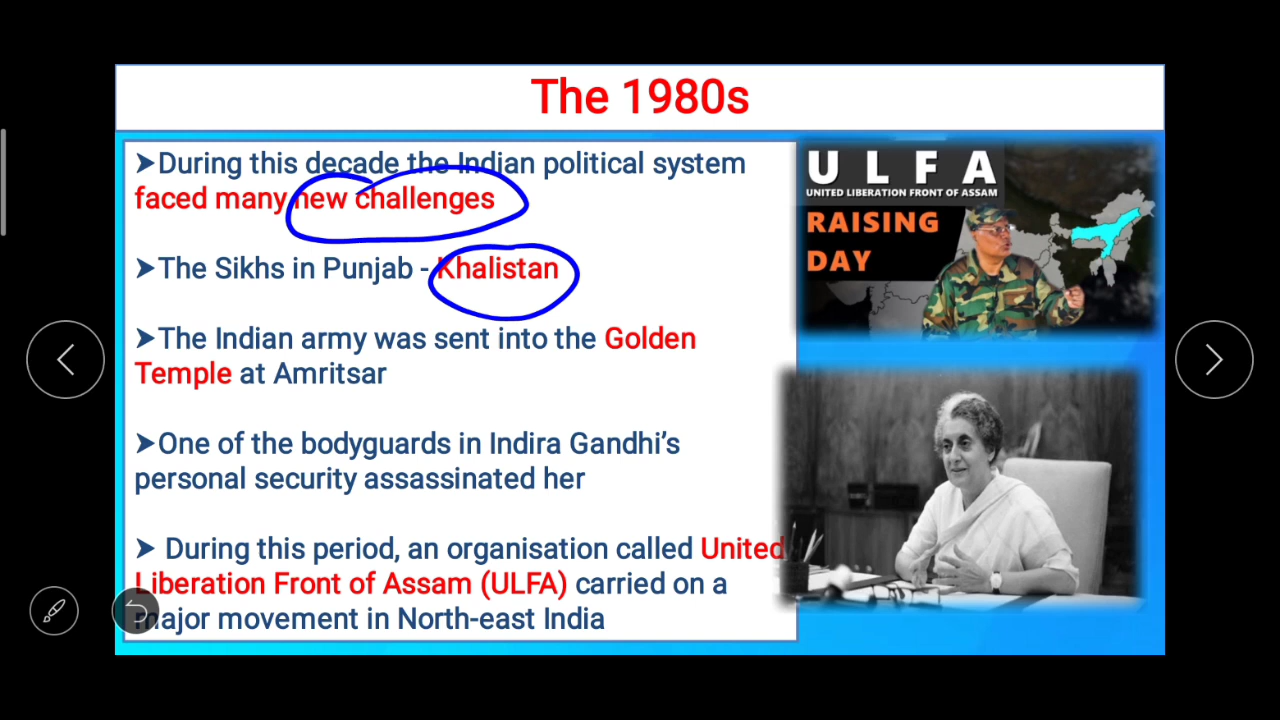 The 1980s
➤During this decade the Indian political system
faced many new challenges
➤The Sikhs in Punjab - Khalistan
➤The Indian army was sent into the Golden
Temple at Amritsar
➤One of the bodyguards in Indira Gandhi’s
personal security assassinated her
➤ During this period, an organisation called United
Liberation Front of Assam (ULFA) carried on a
major movement in North-east India
ULFA
UNITED LIBERATION FRONT OF ASSAM
RAISING
DAY